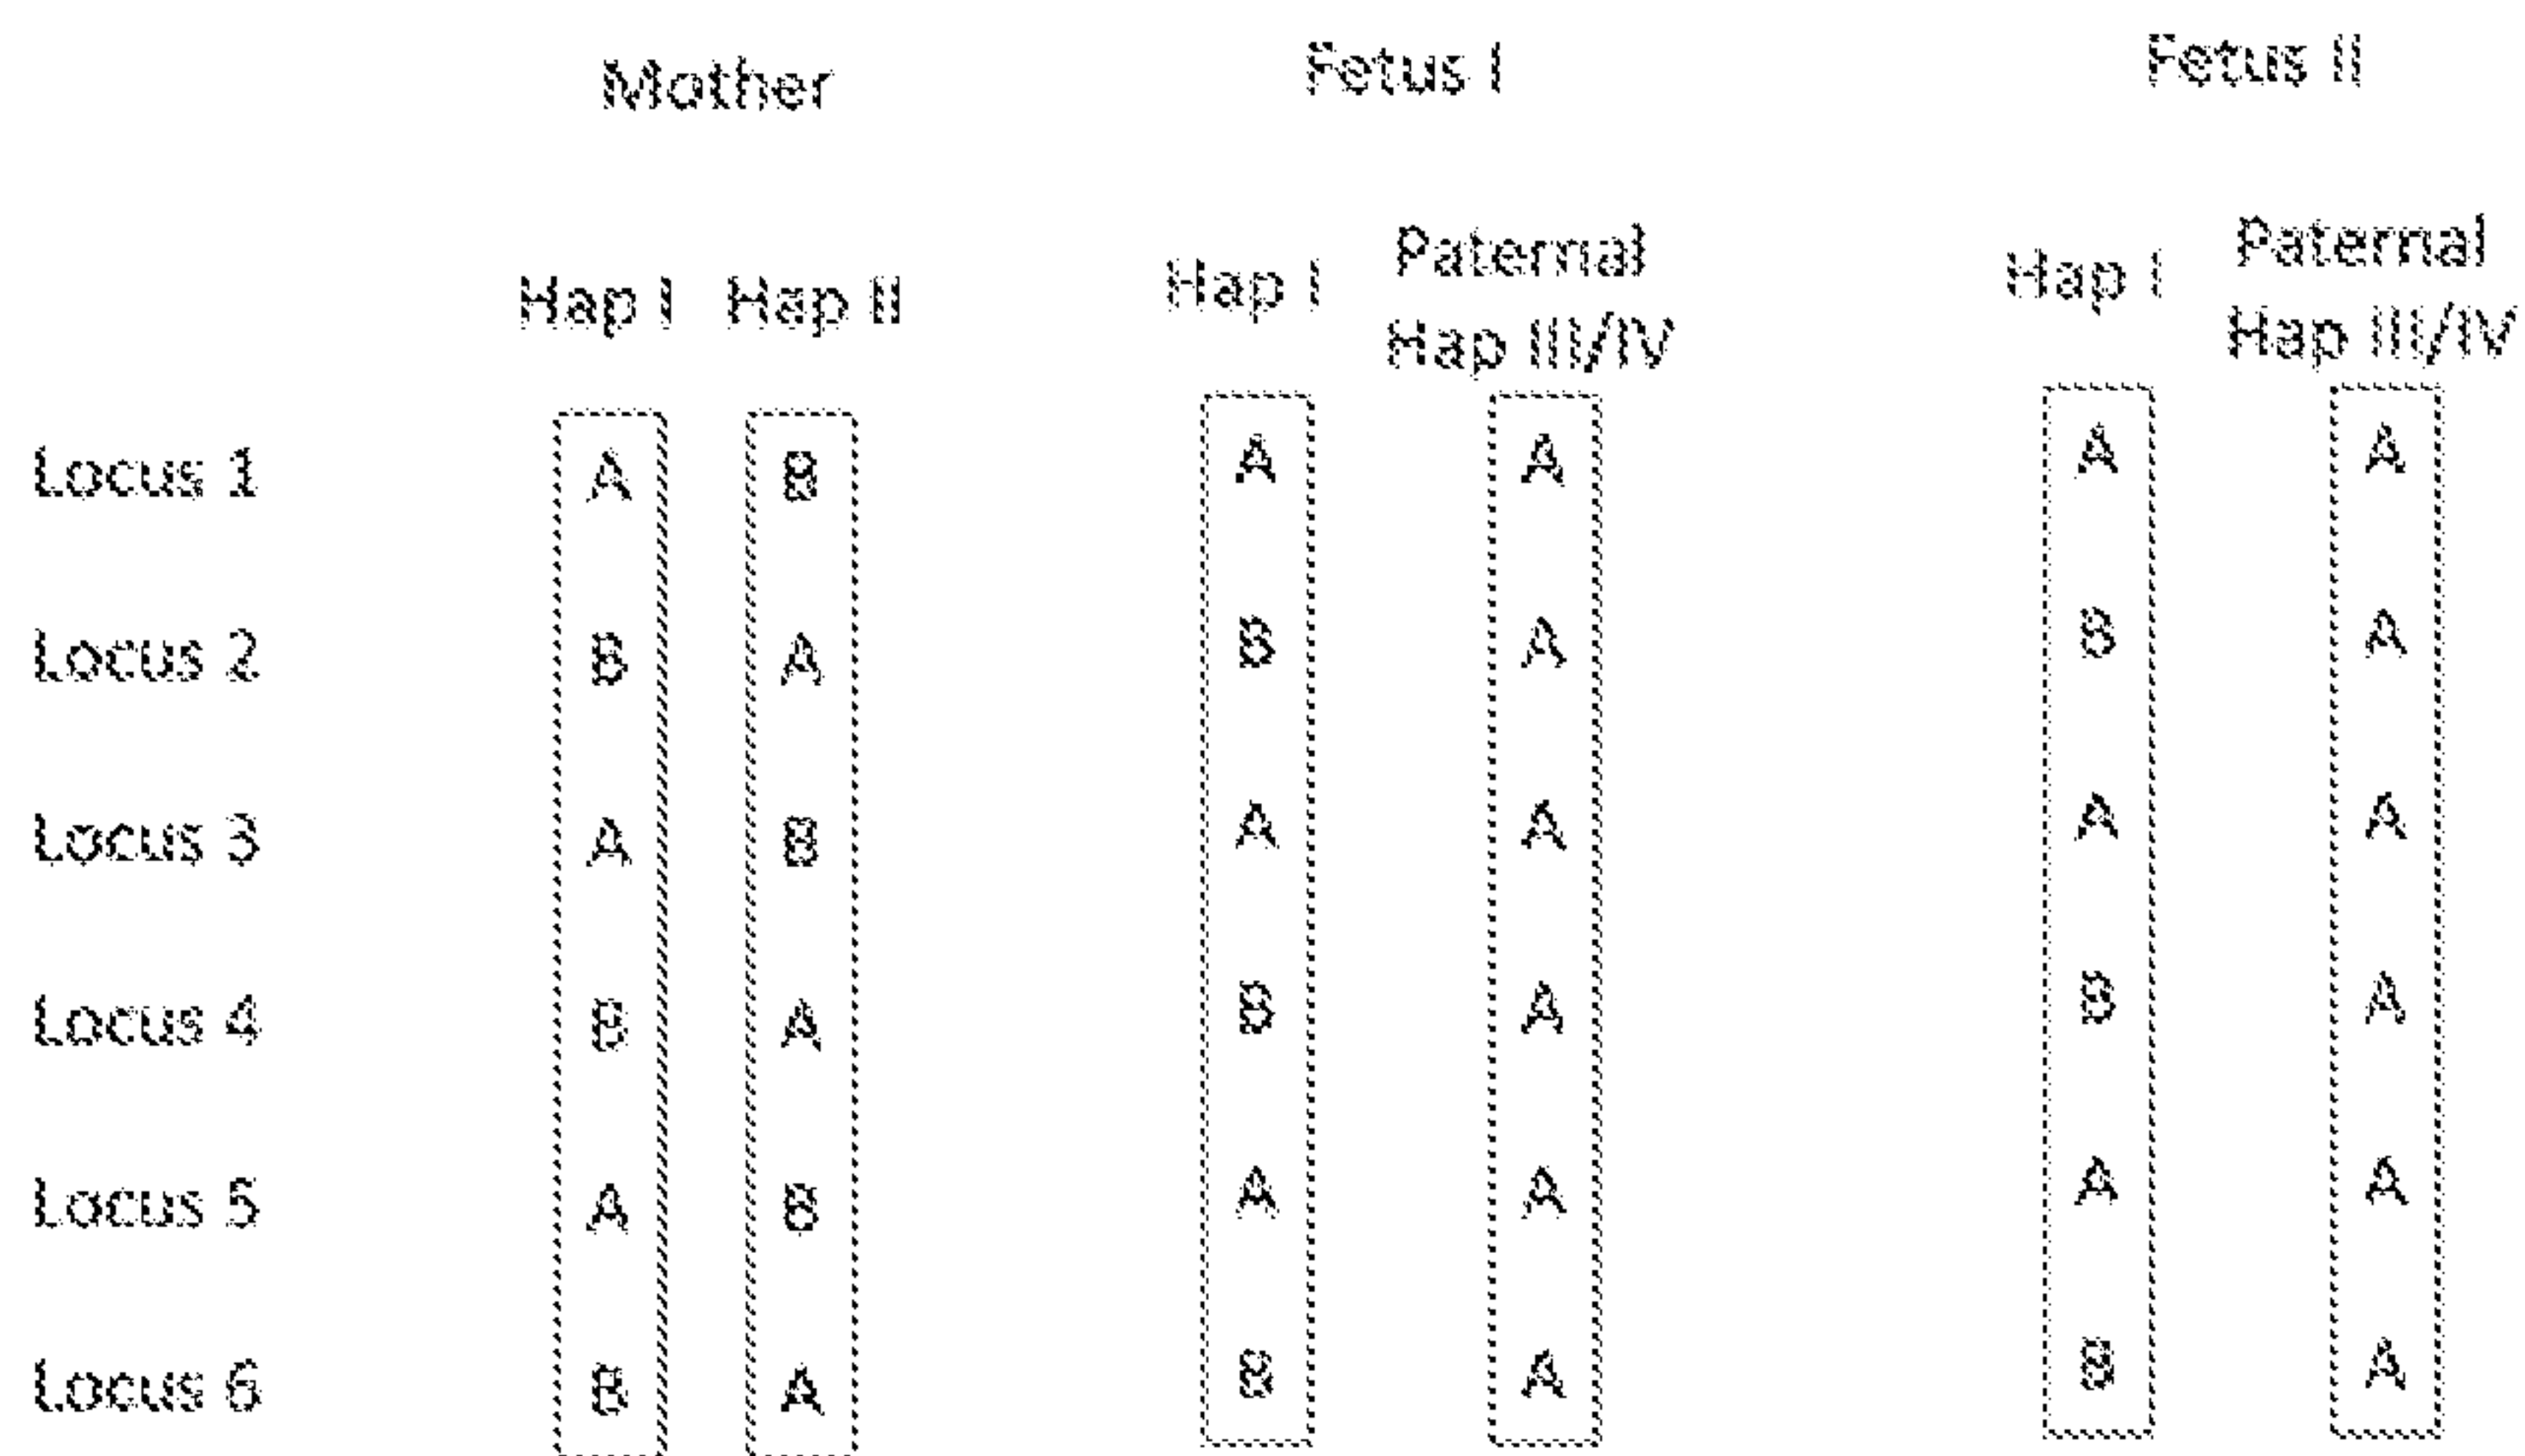 Mother Fetus I Fetus II
Hap I Hap II Hap I Paternal Hap III/IV Hap I Paternal Hap III/IV
Locus 1 A B A A A A
Locus 2 B A B A B A
Locus 3 A B A A A A
Locus 4 B A B A B A
Locus 5 A B A A A A
Locus 6 B A B A B A